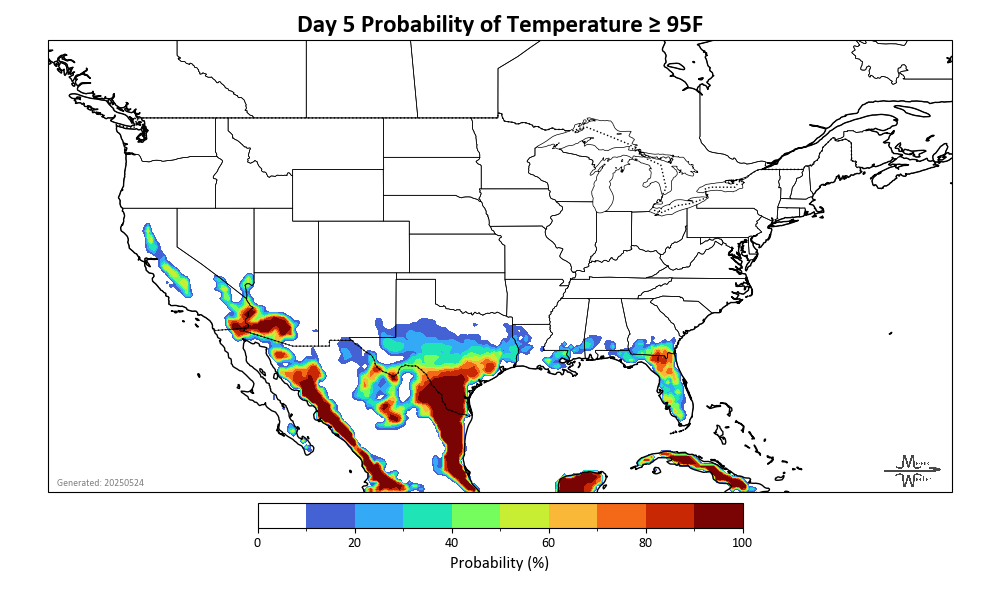 Day 5 Probability of Temperature ≥ 95F
Generated: 20250524
0 20 40 60 80 100
Probability (%)